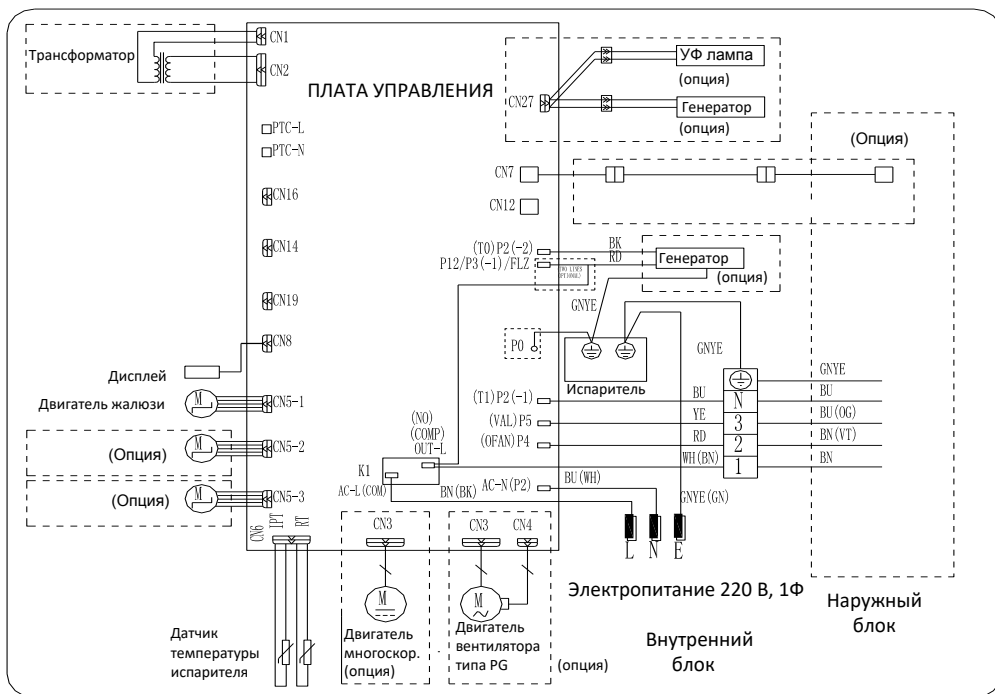 Трансформатор
CN1
CN2
ПЛАТА УПРАВЛЕНИЯ
PTC-L
PTC-N
CN16
CN14
CN19
CN8
Дисплей
Двигатель жалюзи
M
CN5-1
(Опция)
M
CN5-2
(Опция)
M
CN5-3
CN6
IPT
RT
Датчик
температуры
испарителя
CN27
УФ лампа
(опция)
Генератор
(опция)
CN7
CN12
(Опция)
(T0)P2(-2)
BK
P12/P3(-1)/FLZ
RD
TWO LINES
Генератор
(опция)
GNYE
P0
Испаритель
GNYE
(T1)P2(-1)
BU
(VAL)P5
YE
(OFAN)P4
RD
WH(BN)
N
3
2
1
GNYE
BU
BU(OG)
BN(VT)
BN
(NO)
(COMP)
OUT-L
K1
AC-L(COM)
BN(BK)
AC-N(P2)
BU(WH)
GNYE(GN)
L
N
E
CN3
M
Двигатель
многоскор.
(опция)
CN3
CN4
M
Двигатель
вентилятора
типа PG
(опция)
Электропитание 220 В, 1Ф
Внутренний
блок
Наружный
блок